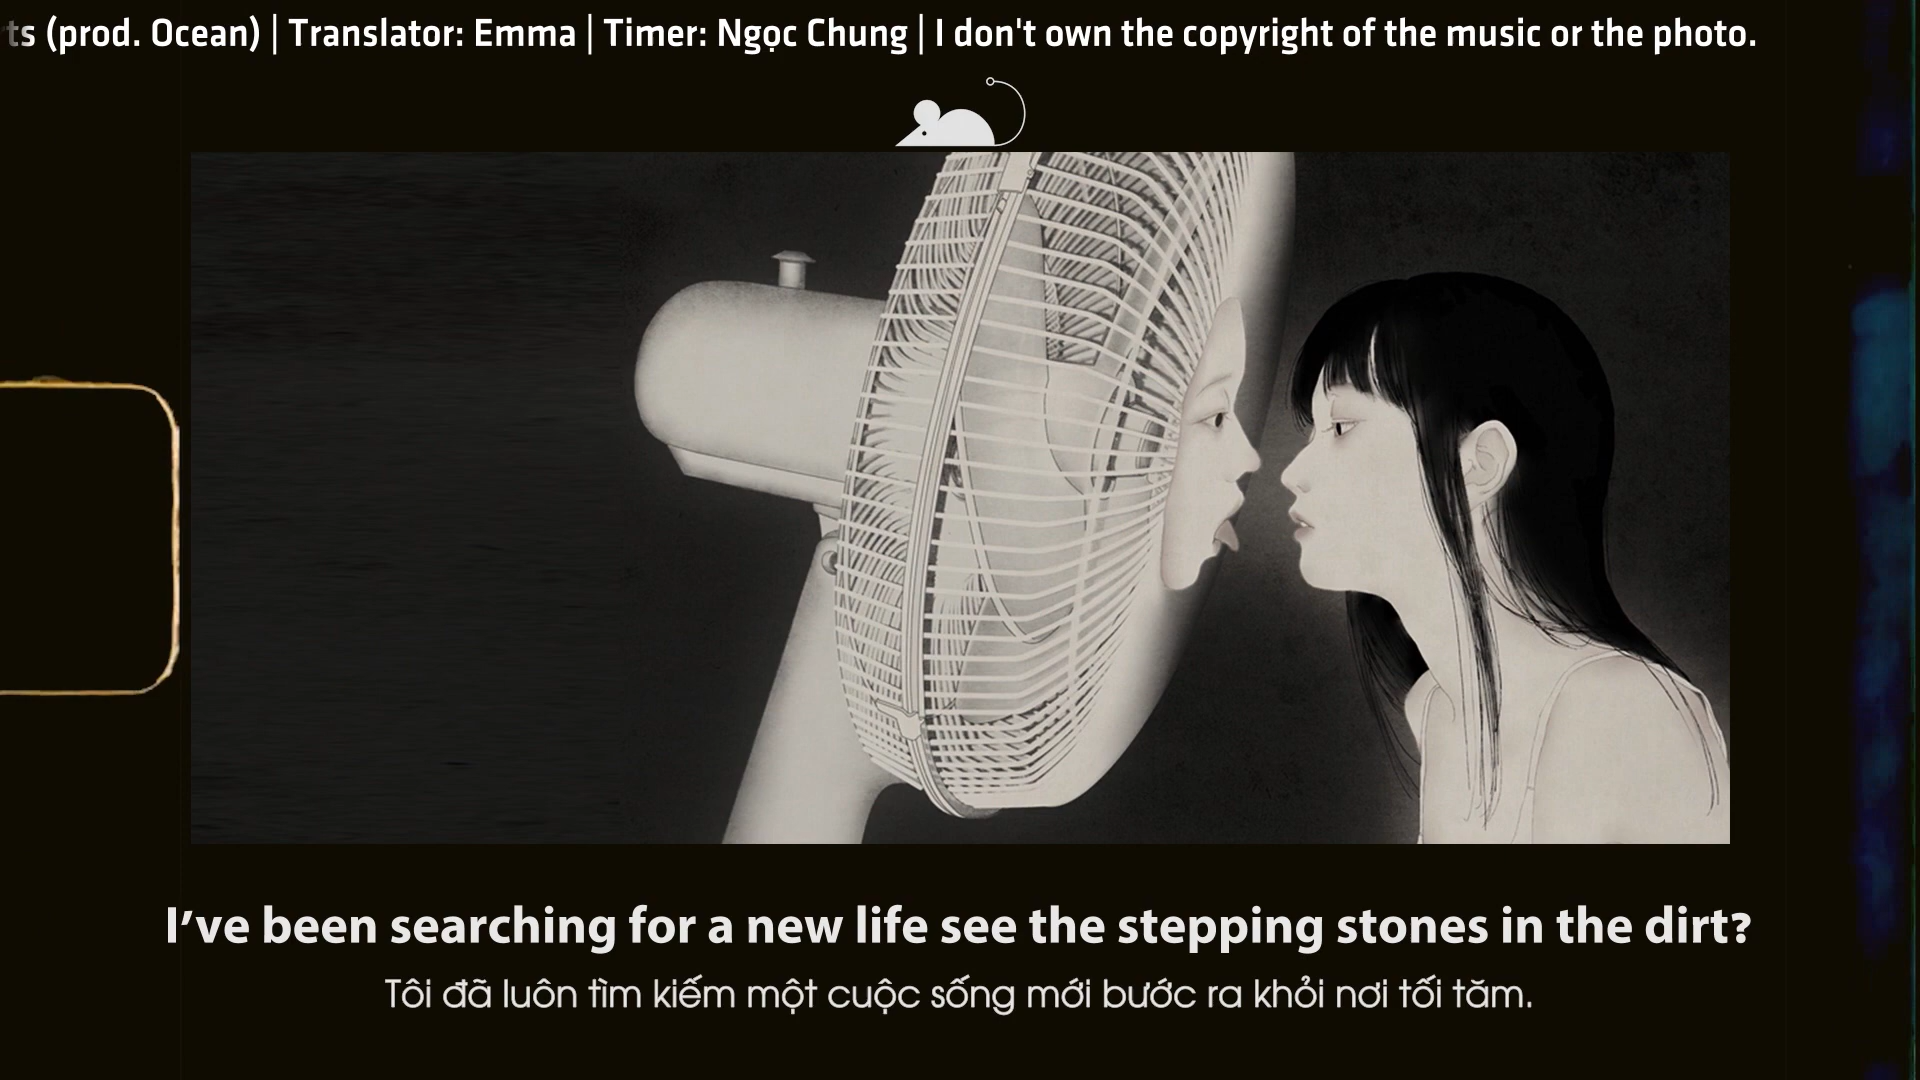 ts (prod. Ocean) | Translator: Emma | Timer: Ngọc Chung | I don't own the copyright of the music or the photo.
I’ve been searching for a new life see the stepping stones in the dirt?
Tôi đã luôn tìm kiếm một cuộc sống mới bước ra khỏi nơi tối tăm.